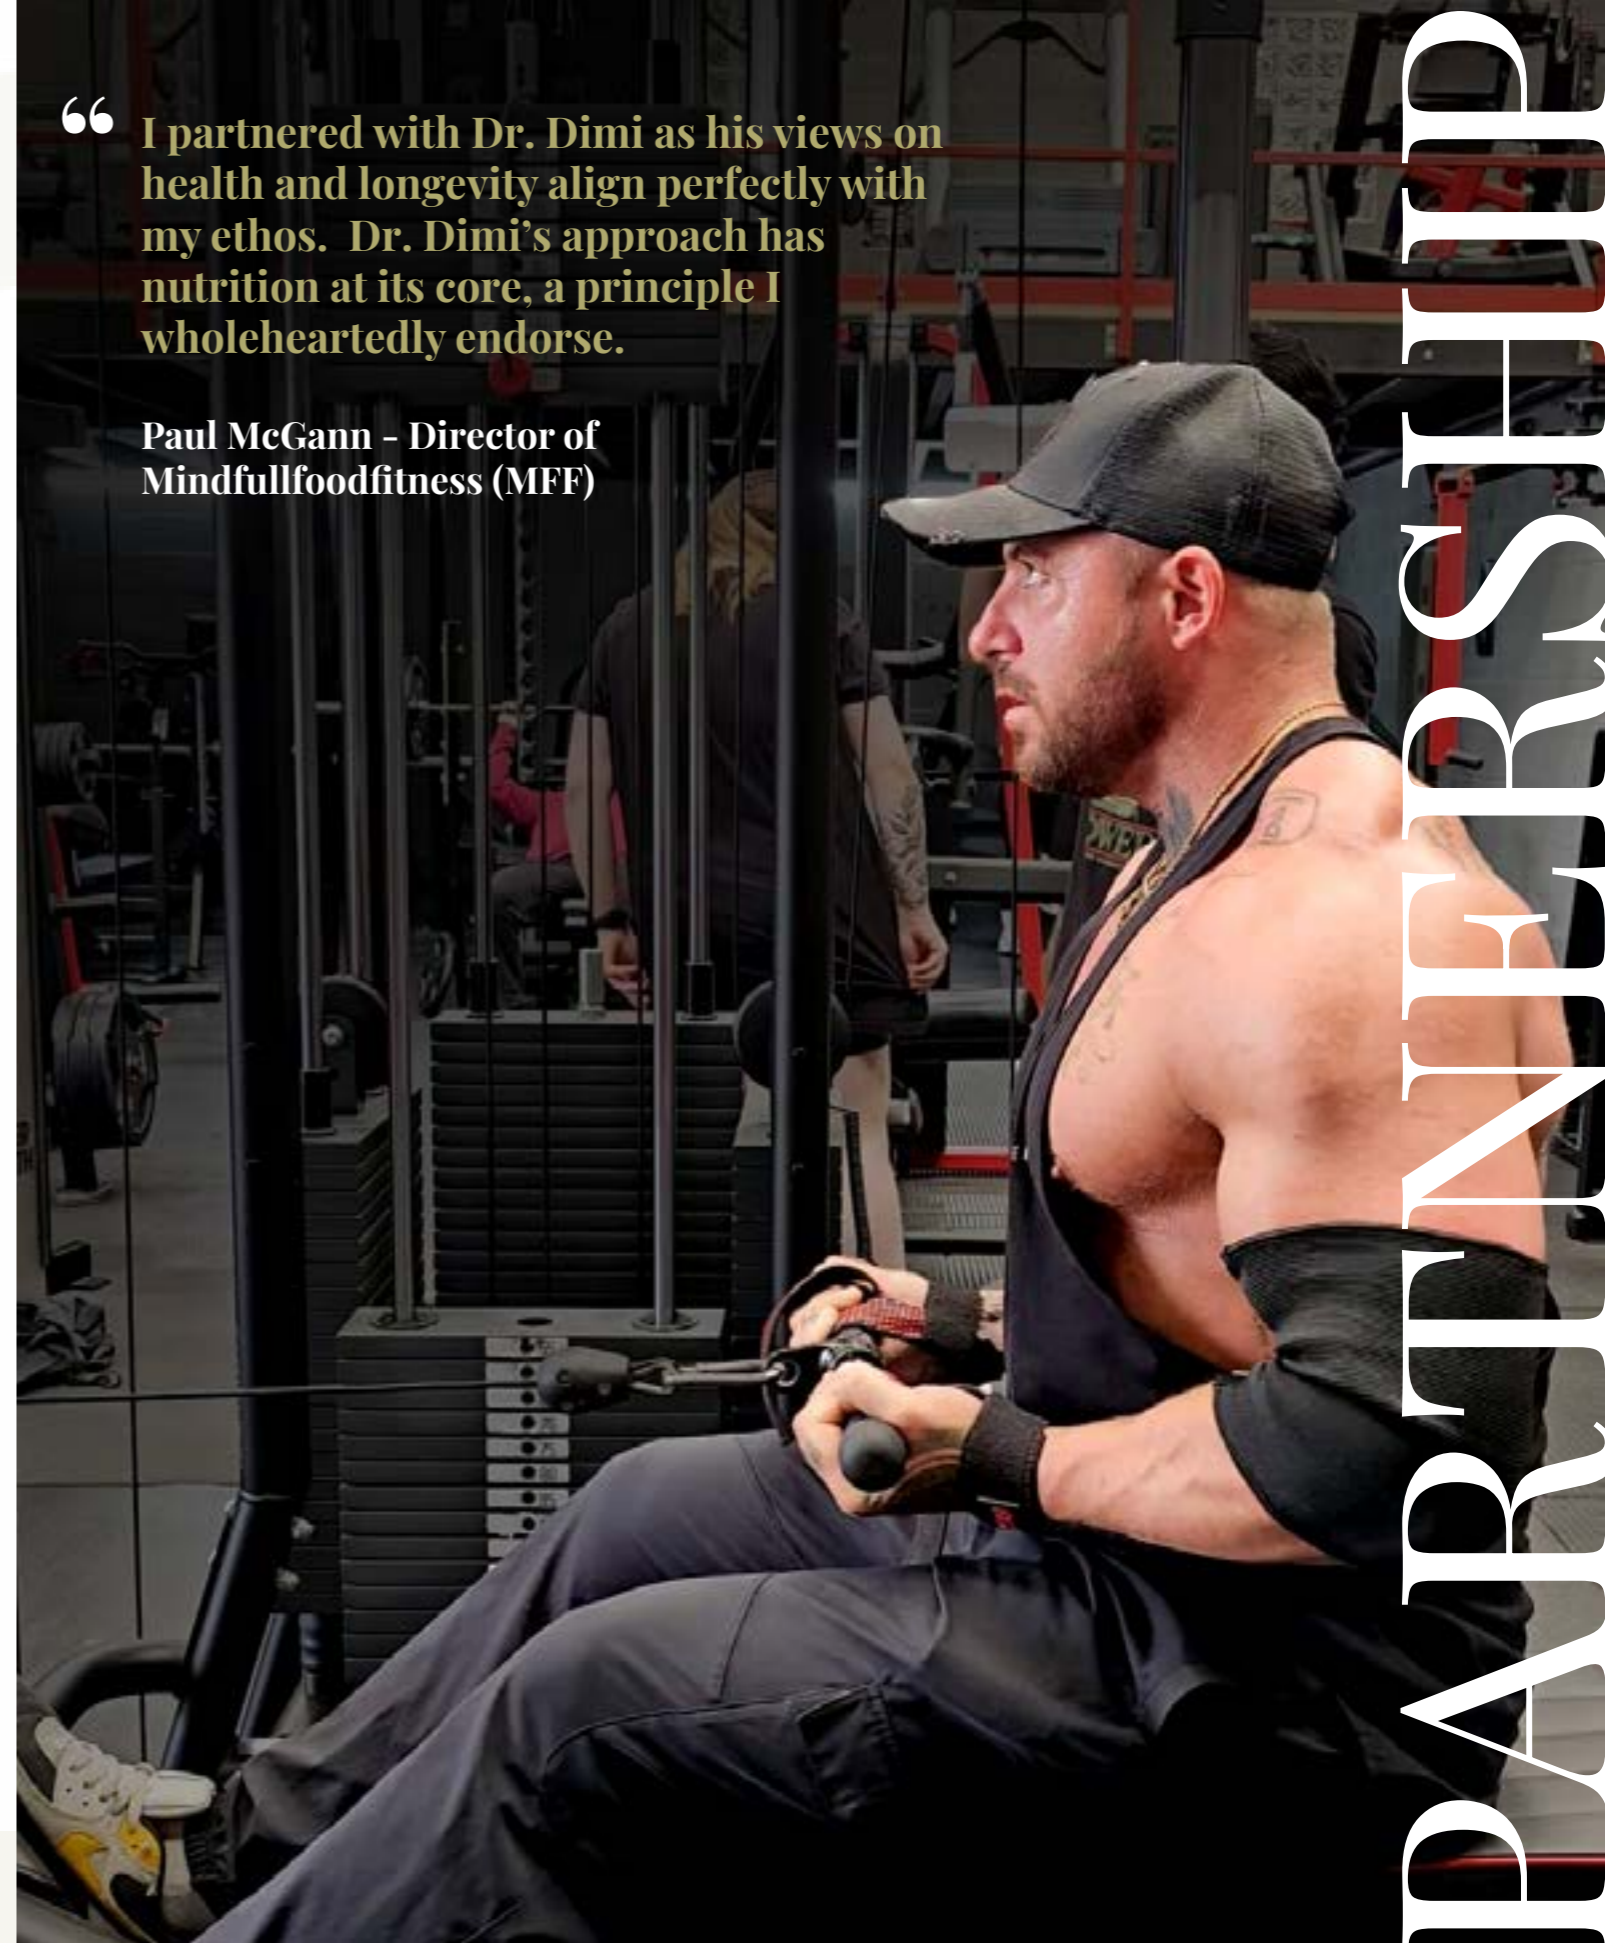 “ I partnered with Dr. Dimi as his views on
health and longevity align perfectly with
my ethos.  Dr. Dimi’s approach has
nutrition at its core, a principle I
wholeheartedly endorse.
Paul McGann - Director of
Mindfullfoodfitness (MFF)
PARTNERSHIP
75